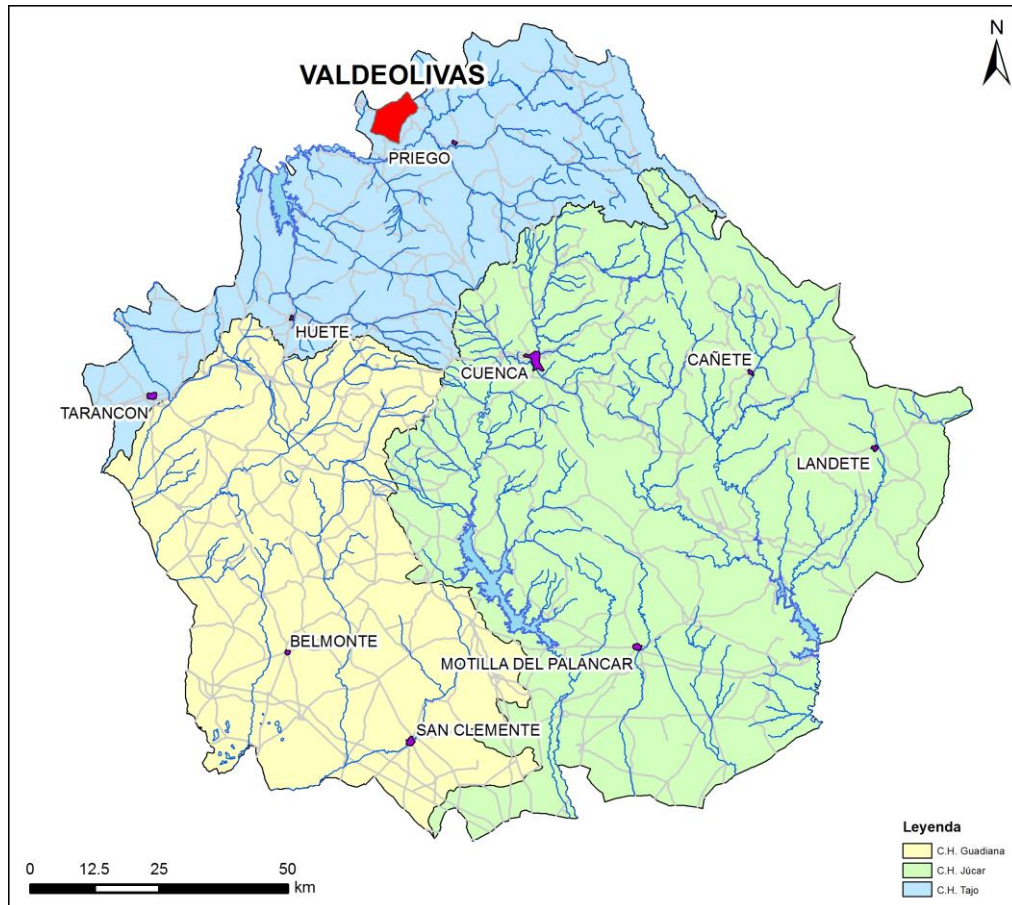 N
VALDEOLIVAS
PRIEGO
HUETE
CUENCA
CAÑETE
TARANCON
LANDETE
BELMONTE
MOTILLA DEL PALANCAR
SAN CLEMENTE
Leyenda
C.H. Guadiana
C.H. Júcar
C.H. Tajo
0 12.5 25 50
km